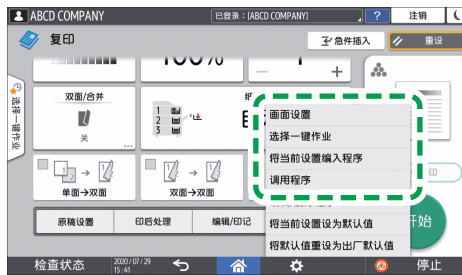 ABCD COMPANY
已登录：[ABCD COMPANY]
?
注销
复印
急件插入
重设
选择一键作业
双面/合并
关
...
1
2
3
单面→双面
双面→双面
原稿设置
印后处理
编辑/印记
画面设置
选择一键作业
将当前设置编入程序
调用程序
将当前设置设为默认值
将默认值重设为出厂默认值
印
开始
检查状态
2020/07/29
15:41
停止